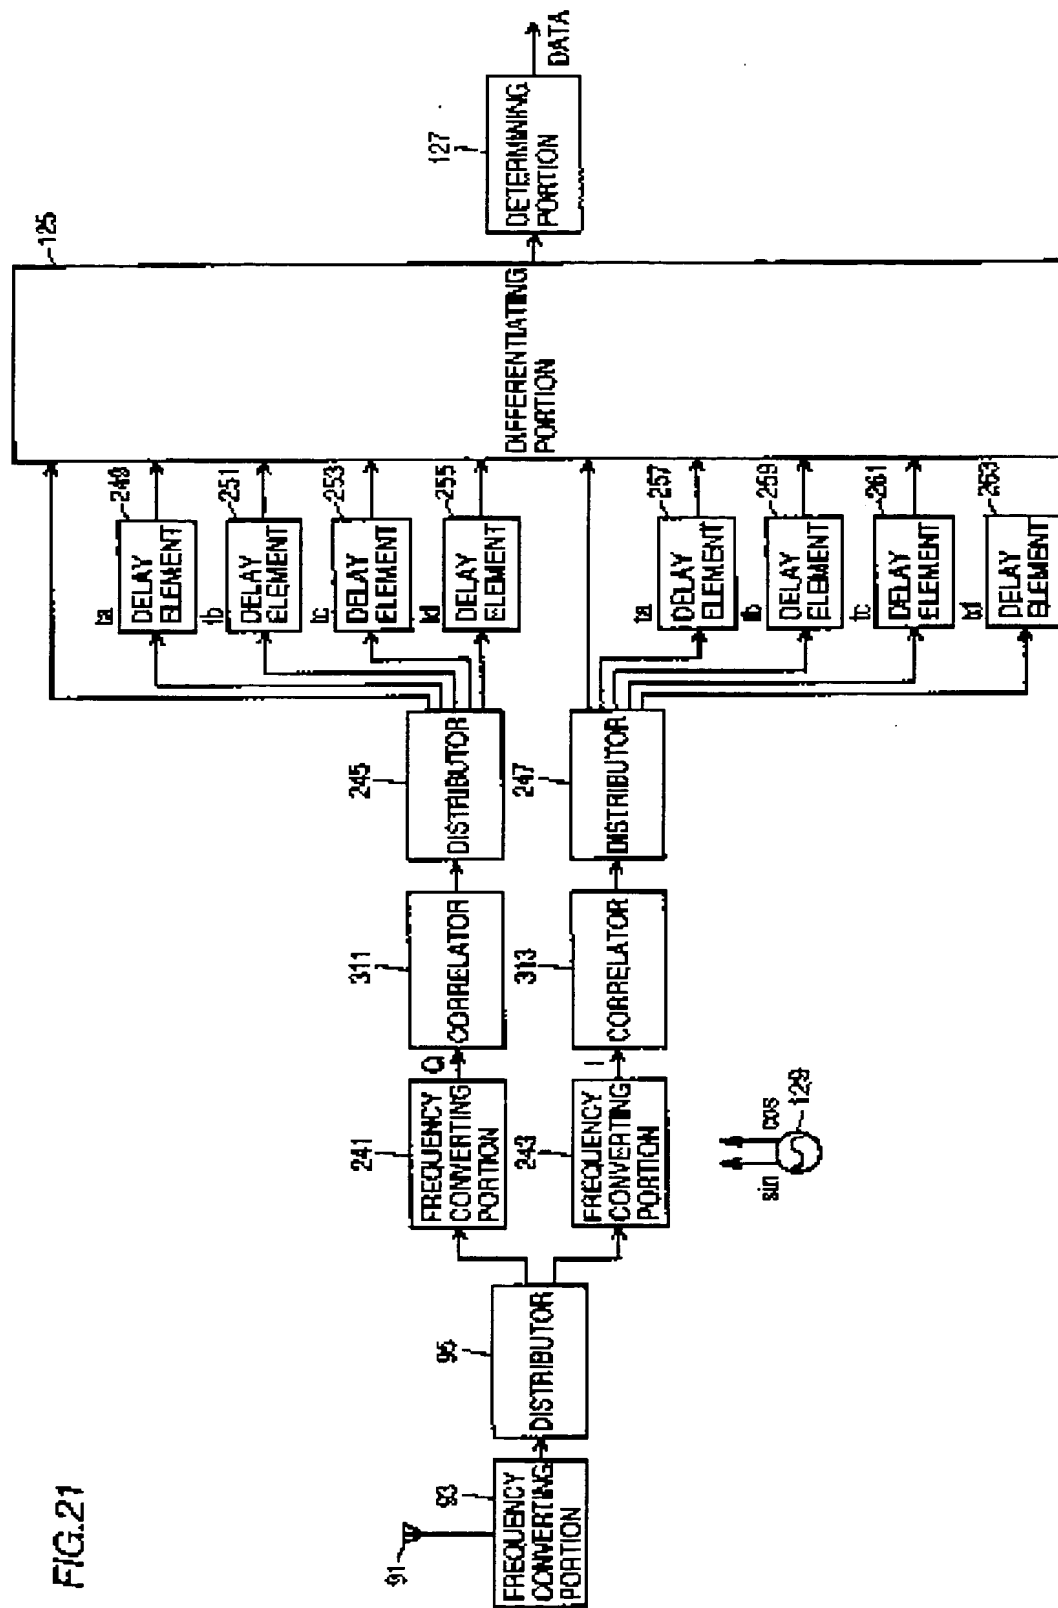 FIG.21
91
93
FREQUENCY
CONVERTING
PORTION
95
DISTRIBUTOR
241
FREQUENCY
CONVERTING
PORTION
Q
243
FREQUENCY
CONVERTING
PORTION
I
sin
cos
129
311
CORRELATOR
313
CORRELATOR
245
DISTRIBUTOR
247
DISTRIBUTOR
ta
DELAY
ELEMENT
249
tb
DELAY
ELEMENT
251
tc
DELAY
ELEMENT
253
td
DELAY
ELEMENT
255
ta
DELAY
ELEMENT
257
tb
DELAY
ELEMENT
259
tc
DELAY
ELEMENT
261
td
DELAY
ELEMENT
263
125
DIFFERENTIATING
PORTION
127
DETERMINING
PORTION
DATA